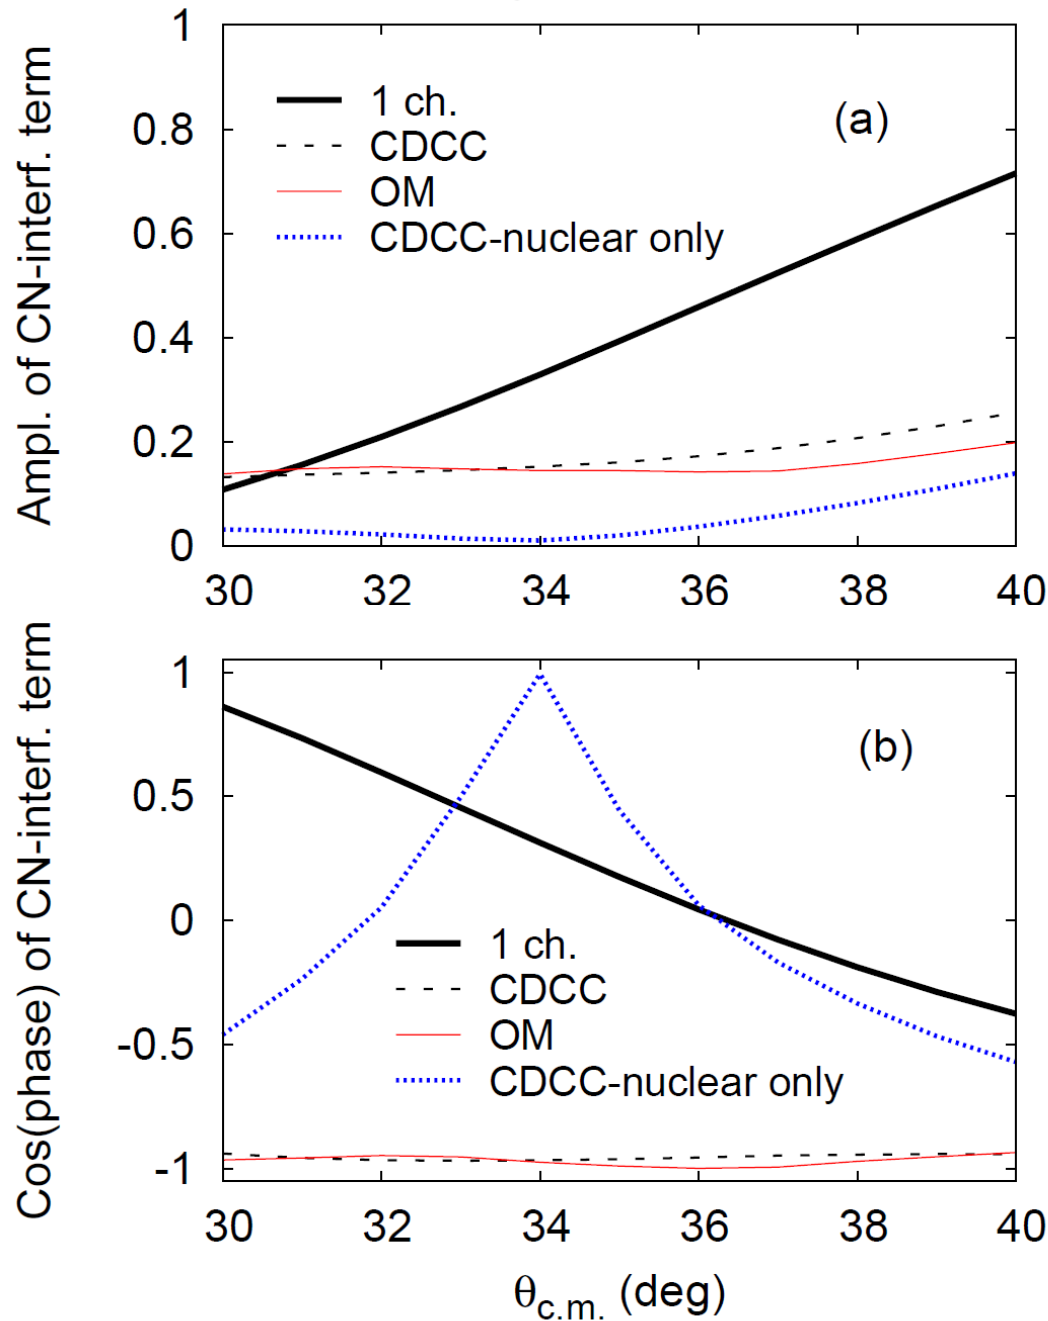 Ampl. of CN-interf. term
1
0.8
0.6
0.4
0.2
0
1 ch.
CDCC
OM
CDCC-nuclear only
(a)
30 32 34 36 38 40
Cos(phase) of CN-interf. term
1
0.5
0
-0.5
-1
(b)
1 ch.
CDCC
OM
CDCC-nuclear only
30 32 34 36 38 40
θc.m. (deg)